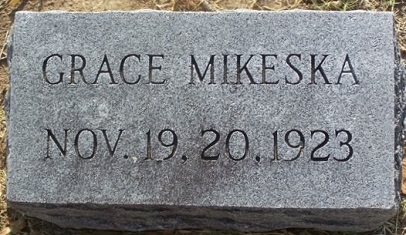 GRACE MIKESKA
NOV. 19, 20, 1923